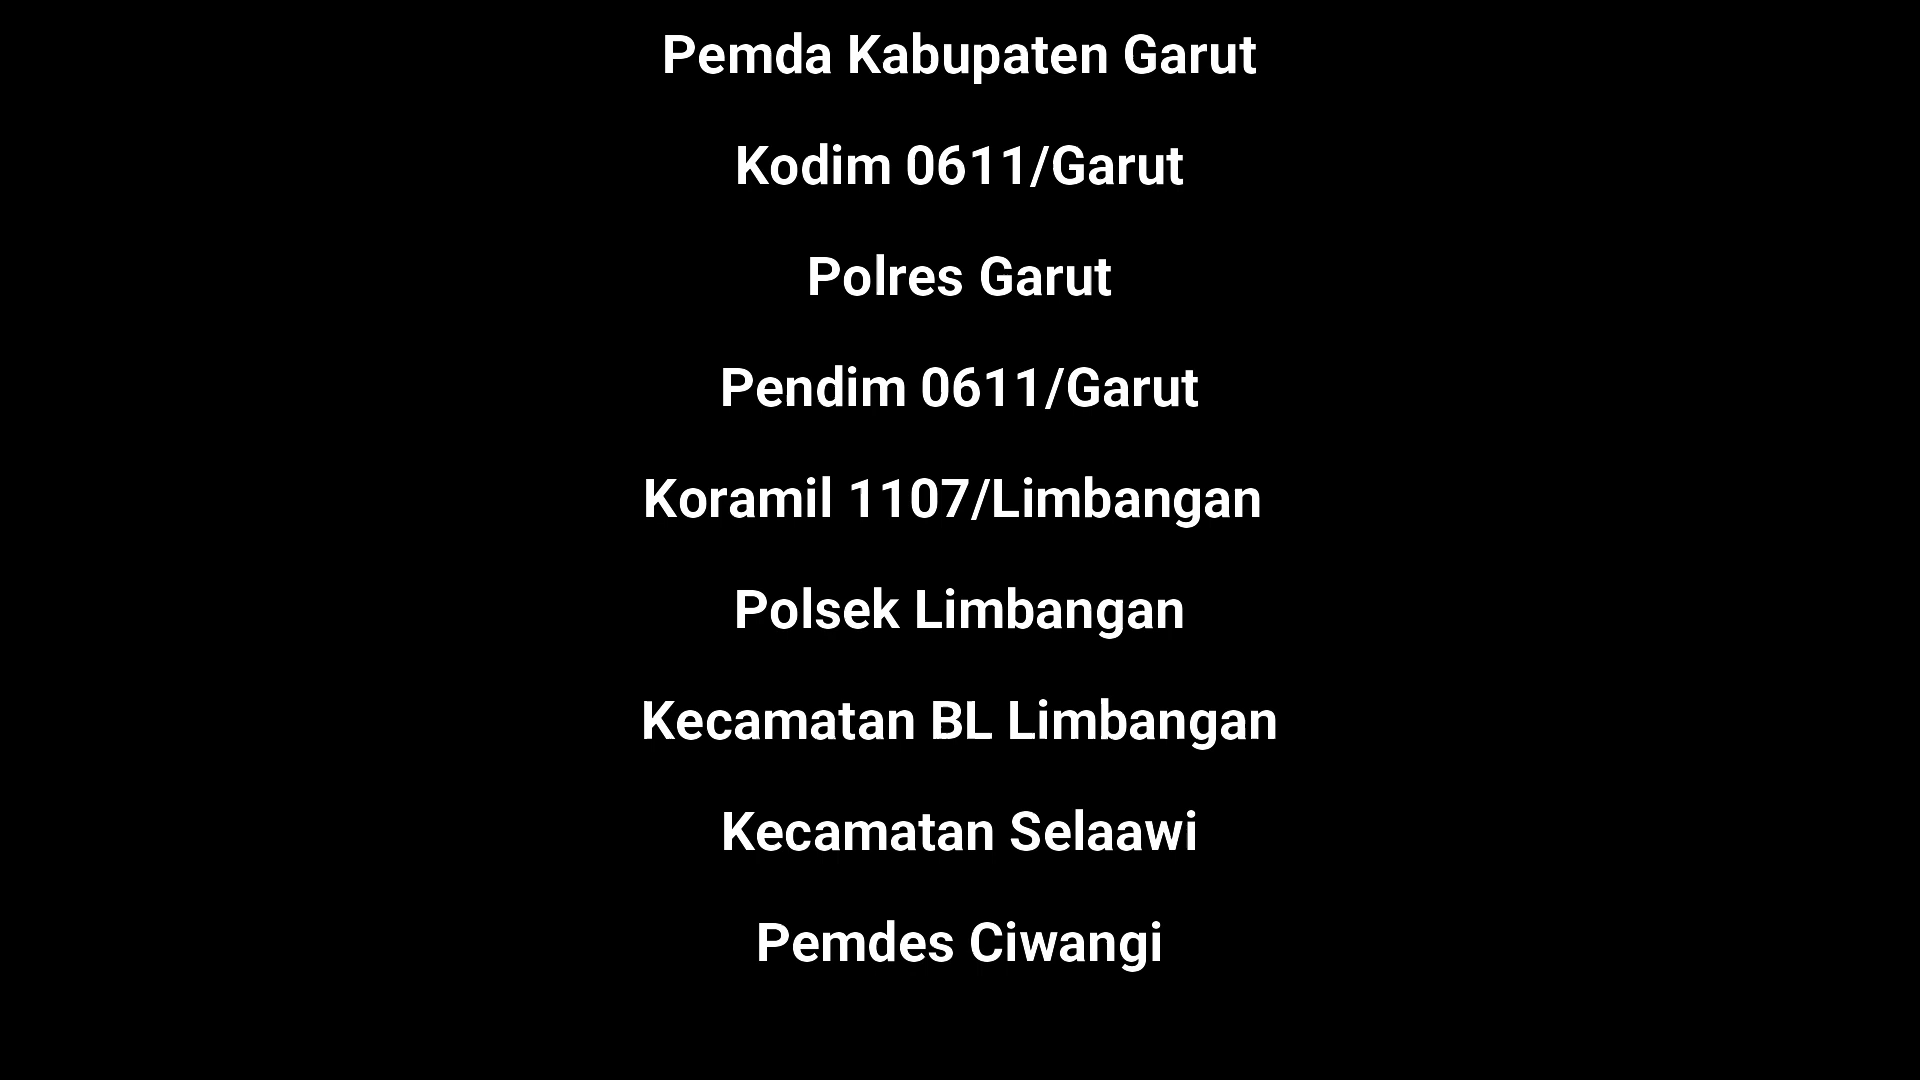 Pemda Kabupaten Garut
Kodim 0611/Garut
Polres Garut
Pendim 0611/Garut
Koramil 1107/Limbangan
Polsek Limbangan
Kecamatan BL Limbangan
Kecamatan Selaawi
Pemdes Ciwangi